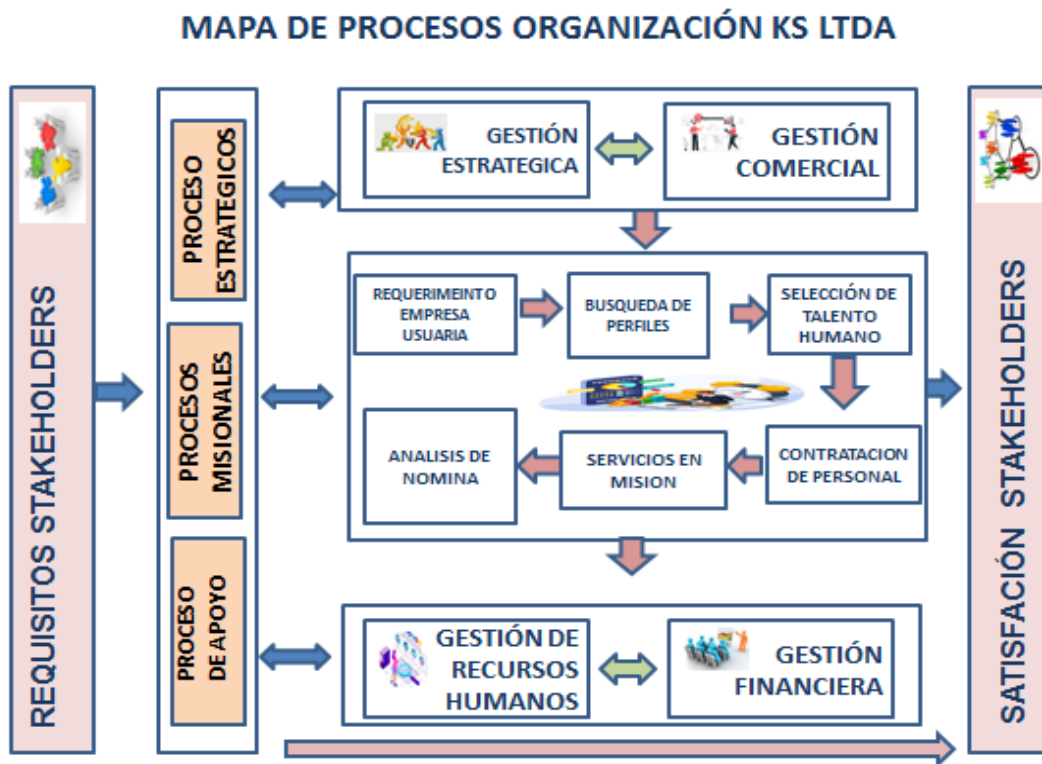 MAPA DE PROCESOS ORGANIZACIÓN KS LTDA
REQUISITOS STAKEHOLDERS
PROCESO
ESTRATEGICOS
PROCESOS
MISIONALES
PROCESO
DE APOYO
GESTIÓN
ESTRATEGICA
GESTIÓN
COMERCIAL
REQUERIMEINTO
EMPRESA
USUARIA
BUSQUEDA DE
PERFILES
SELECCIÓN DE
TALENTO
HUMANO
ANALISIS DE
NOMINA
SERVICIOS EN
MISION
CONTRATACION
DE PERSONAL
GESTIÓN DE
RECURSOS
HUMANOS
GESTIÓN
FINANCIERA
SATISFACIÓN STAKEHOLDERS